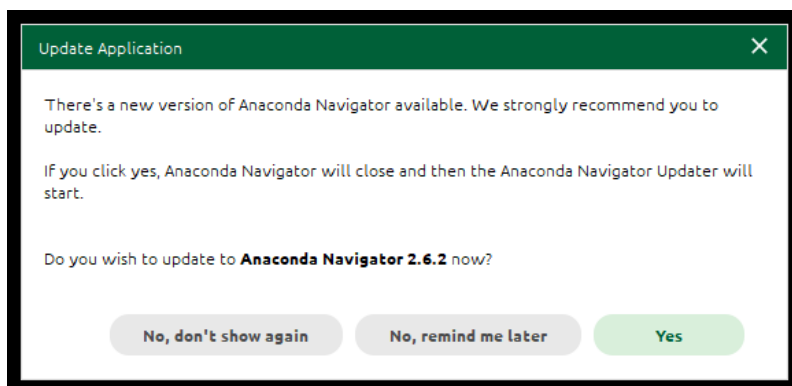 Update Application
There's a new version of Anaconda Navigator available. We strongly recommend you to
update.
If you click yes, Anaconda Navigator will close and then the Anaconda Navigator Updater will
start.
Do you wish to update to Anaconda Navigator 2.6.2 now?
No, don't show again
No, remind me later
Yes